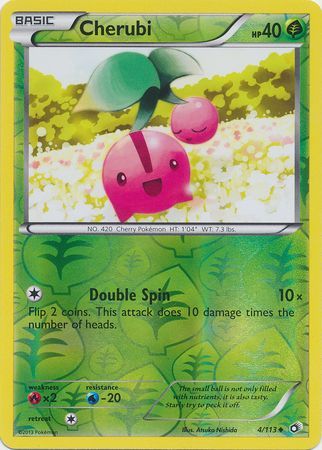 BASIC
Cherubi
HP40
NO. 420 Cherry Pokémon HT: 1'04" WT: 7.3 lbs.
Double Spin 10×
Flip 2 coins. This attack does 10 damage times the
number of heads.
weakness
×2
resistance
-20
retreat
The small ball is not only filled
with nutrients, it is also tasty.
Starly try to peck it off.
©2013 Pokémon
Illus. Atsuko Nishida
4/113